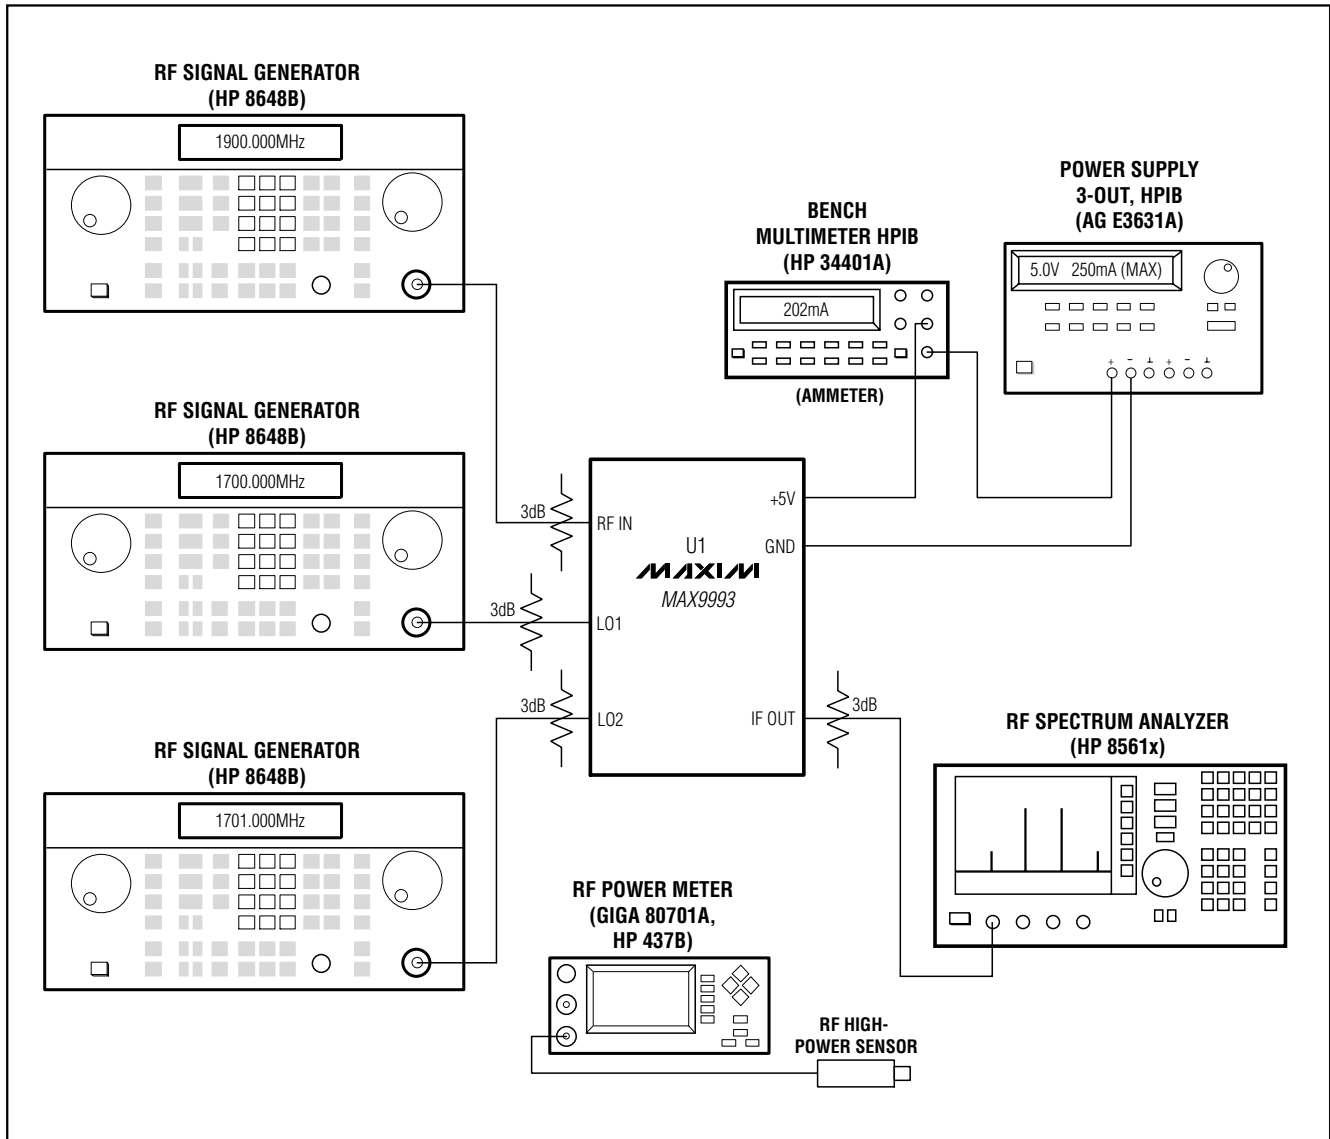 RF SIGNAL GENERATOR
(HP 8648B)
1900.000MHz
POWER SUPPLY
3-OUT, HPIB
(AG E3631A)
5.0V 250mA (MAX)
+ - ⊥ + - ⊥
BENCH
MULTIMETER HPIB
(HP 34401A)
202mA
(AMMETER)
RF SIGNAL GENERATOR
(HP 8648B)
1700.000MHz
3dB
RF IN
+5V
U1
MAXIM
MAX9993
GND
3dB
LO1
3dB
LO2
IF OUT
3dB
RF SIGNAL GENERATOR
(HP 8648B)
1701.000MHz
RF SPECTRUM ANALYZER
(HP 8561x)
RF POWER METER
(GIGA 80701A,
HP 437B)
RF HIGH-
POWER SENSOR